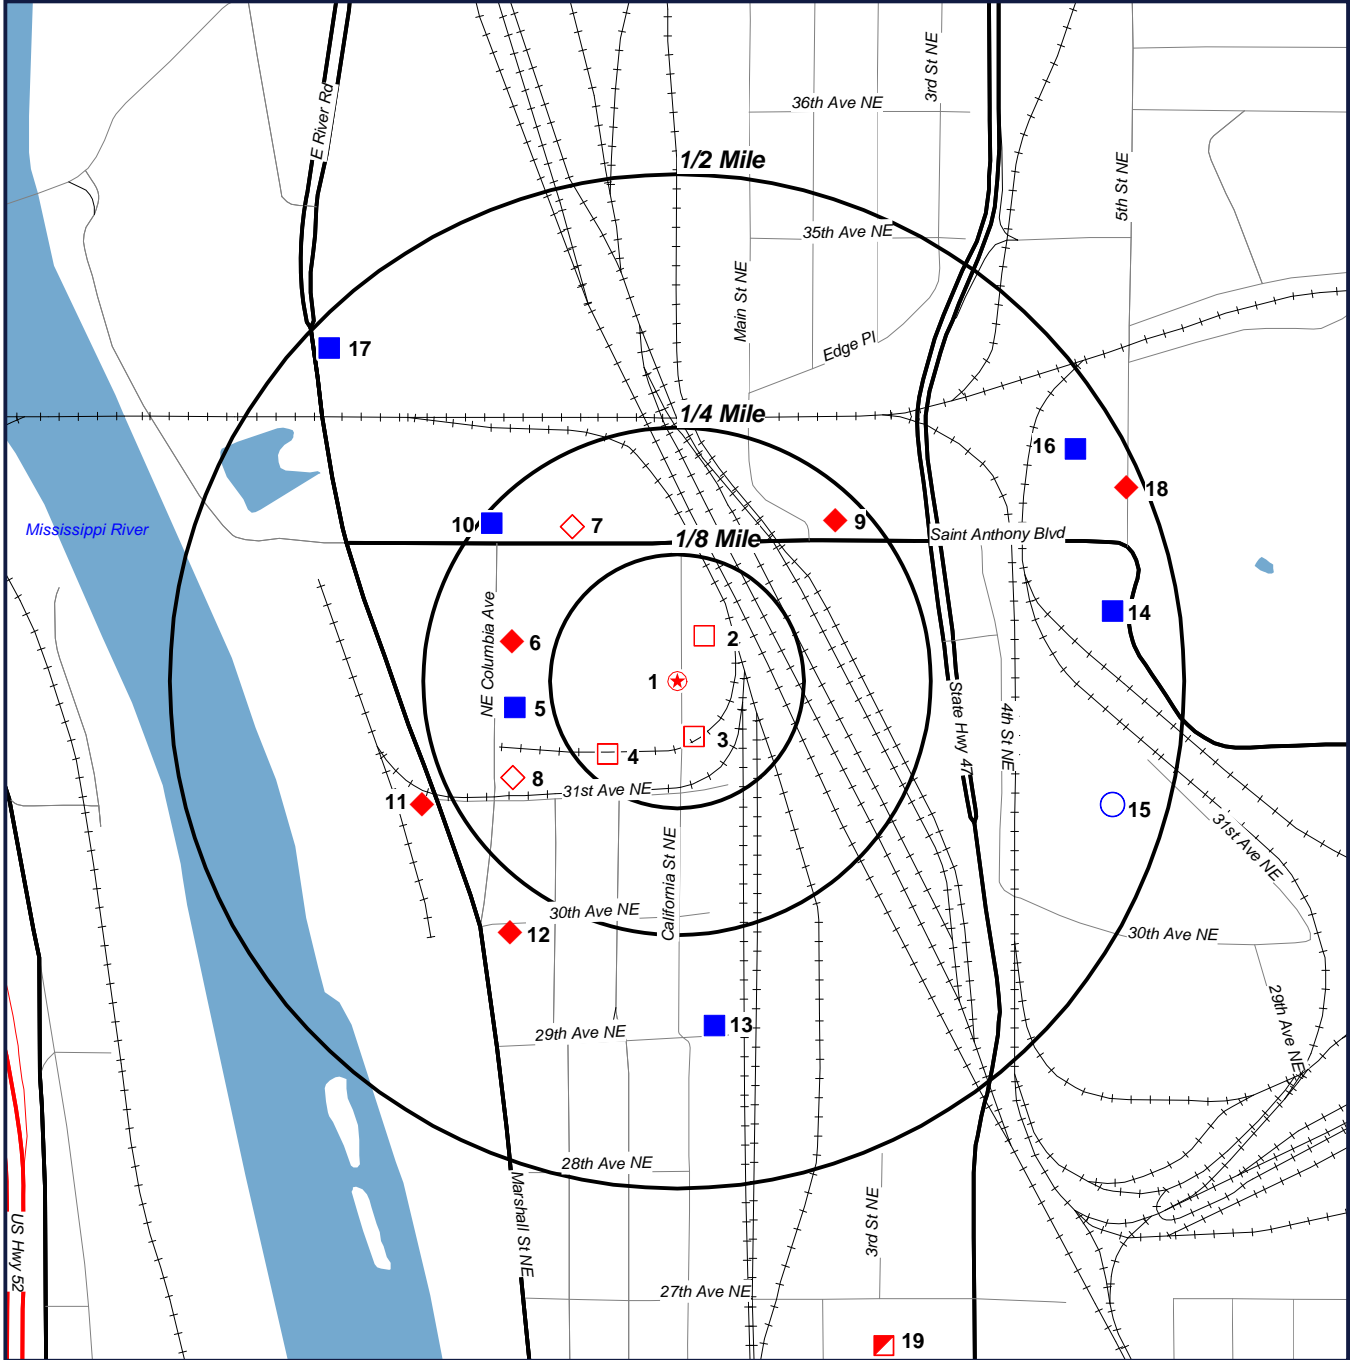 3rd St NE
E River Rd
36th Ave NE
1/2 Mile
5th St NE
35th Ave NE
Main St NE
17
Edge Pl
1/4 Mile
16
18
Mississippi River
10
7
9
1/8 Mile
Saint Anthony Blvd
14
NE Columbia Ave
6
2
1
5
State Hwy 47
4th St NE
3
4
8
31st Ave NE
11
15
31st Ave NE
California St NE
30th Ave NE
12
30th Ave NE
29th Ave NE
13
29th Ave NE
28th Ave NE
Marshall St NE
3rd St NE
US Hwy 52
27th Ave NE
19